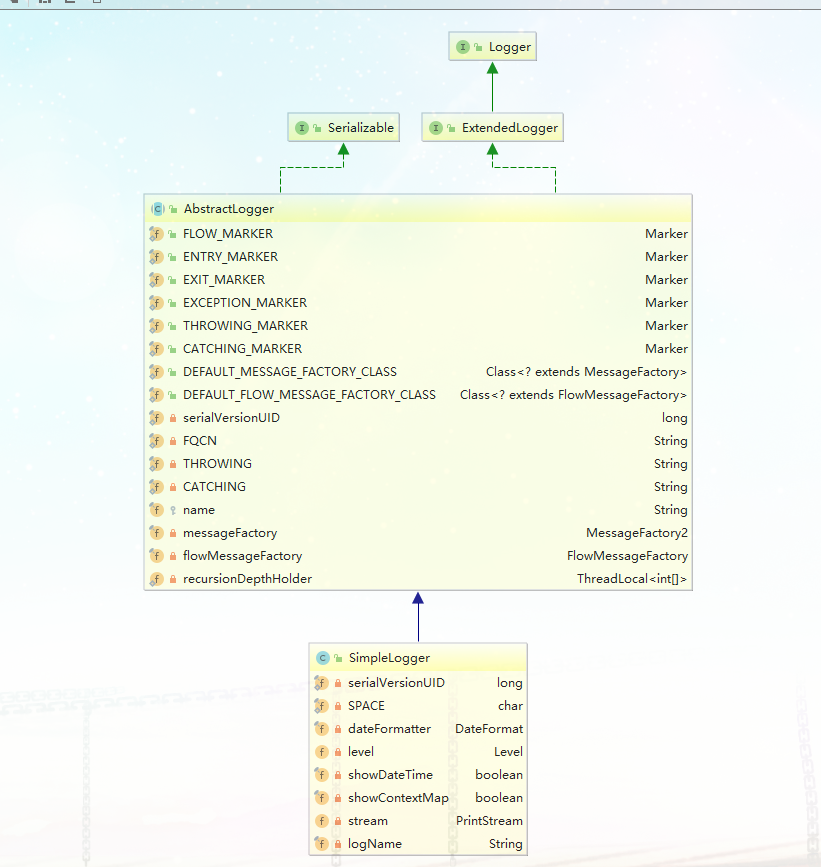 Logger
Serializable
ExtendedLogger
AbstractLogger
FLOW_MARKER Marker
ENTRY_MARKER Marker
EXIT_MARKER Marker
EXCEPTION_MARKER Marker
THROWING_MARKER Marker
CATCHING_MARKER Marker
DEFAULT_MESSAGE_FACTORY_CLASS Class<? extends MessageFactory>
DEFAULT_FLOW_MESSAGE_FACTORY_CLASS Class<? extends FlowMessageFactory>
serialVersionUID long
FQCN String
THROWING String
CATCHING String
name String
messageFactory MessageFactory2
flowMessageFactory FlowMessageFactory
recursionDepthHolder ThreadLocal<int[]>
SimpleLogger
serialVersionUID long
SPACE char
dateFormatter DateFormat
level Level
showDateTime boolean
showContextMap boolean
stream PrintStream
logName String